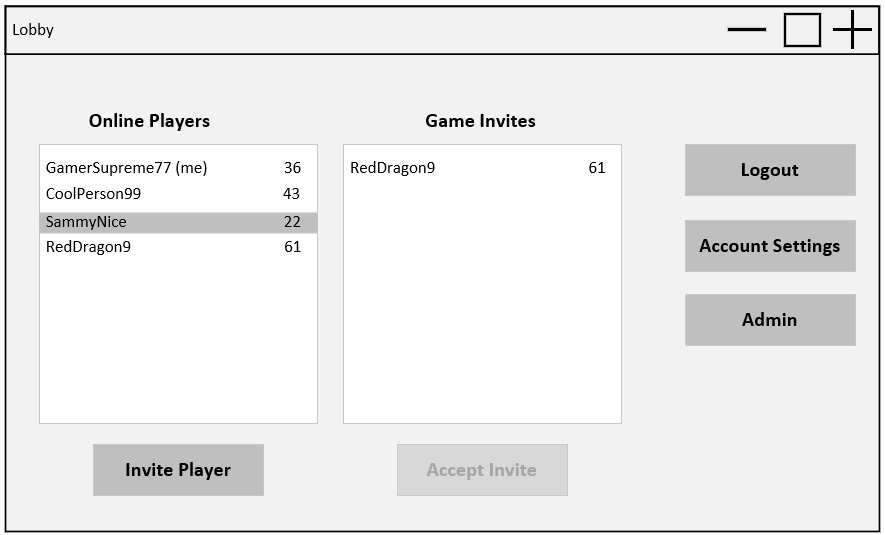 Lobby
Online Players
GamerSupreme77 (me) 36
CoolPerson99 43
SammyNice 22
RedDragon9 61
Invite Player
Game Invites
RedDragon9 61
Accept Invite
Logout
Account Settings
Admin